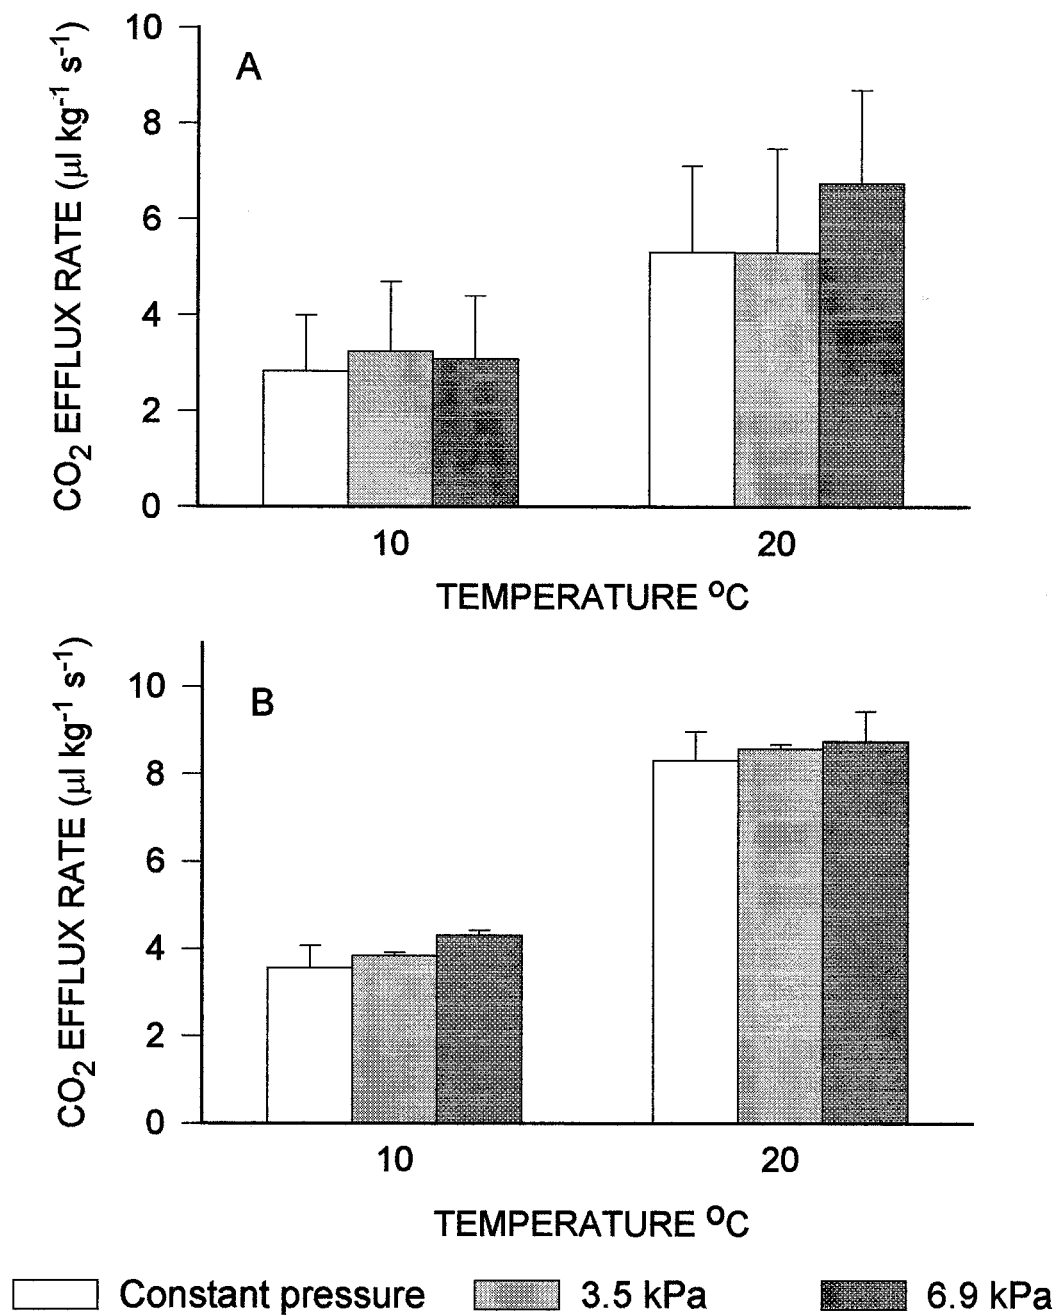 A
CO2 EFFLUX RATE (µl kg-1 s-1)
10
8
6
4
2
0
10 20
TEMPERATURE oC
B
CO2 EFFLUX RATE (µl kg-1 s-1)
10
8
6
4
2
0
10 20
TEMPERATURE oC
Constant pressure 3.5 kPa 6.9 kPa